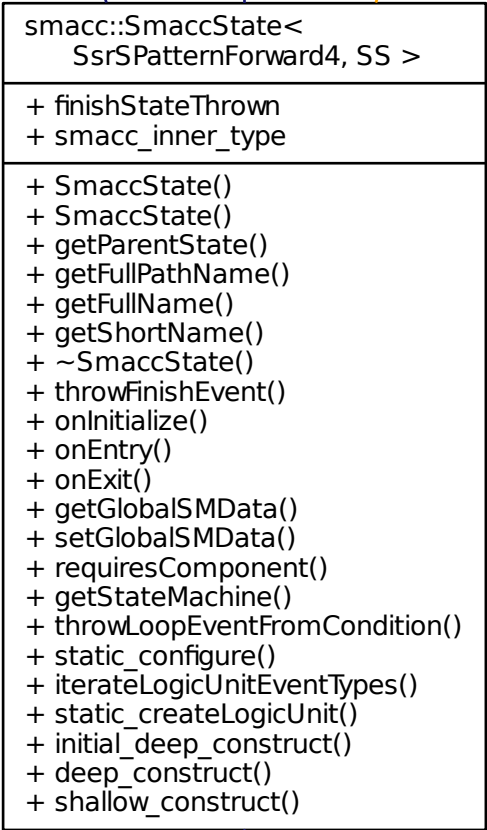 smacc::SmaccState<
SsrSPatternForward4, SS >
+ finishStateThrown
+ smacc_inner_type
+ SmaccState()
+ SmaccState()
+ getParentState()
+ getFullPathName()
+ getFullName()
+ getShortName()
+ ~SmaccState()
+ throwFinishEvent()
+ onInitialize()
+ onEntry()
+ onExit()
+ getGlobalSMData()
+ setGlobalSMData()
+ requiresComponent()
+ getStateMachine()
+ throwLoopEventFromCondition()
+ static_configure()
+ iterateLogicUnitEventTypes()
+ static_createLogicUnit()
+ initial_deep_construct()
+ deep_construct()
+ shallow_construct()